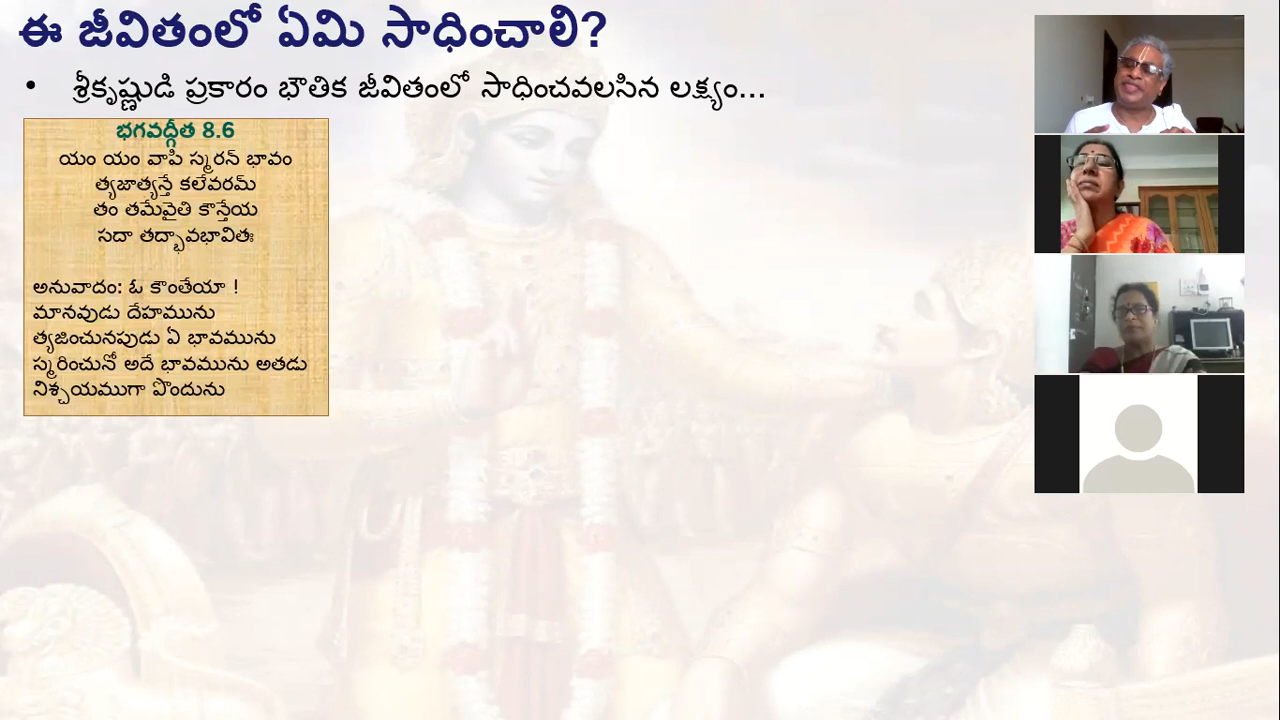 ఈ జీవితంలో ఏమి సాధించాలి?
• శ్రీకృష్ణుడి ప్రకారం భౌతిక జీవితంలో సాధించవలసిన లక్ష్యం...
భగవద్గీత 8.6
యం యం వాపి స్మరన్ భావం
త్యజాత్యన్తే కలేవరమ్
తం తమేవైతి కౌన్తేయ
సదా తద్భావభావితః
అనువాదం: ఓ కౌంతేయా !
మానవుడు దేహమును
త్యజించునపుడు ఏ భావమును
స్మరించునో అదే భావమును అతడు
నిశ్చయముగా పొందును